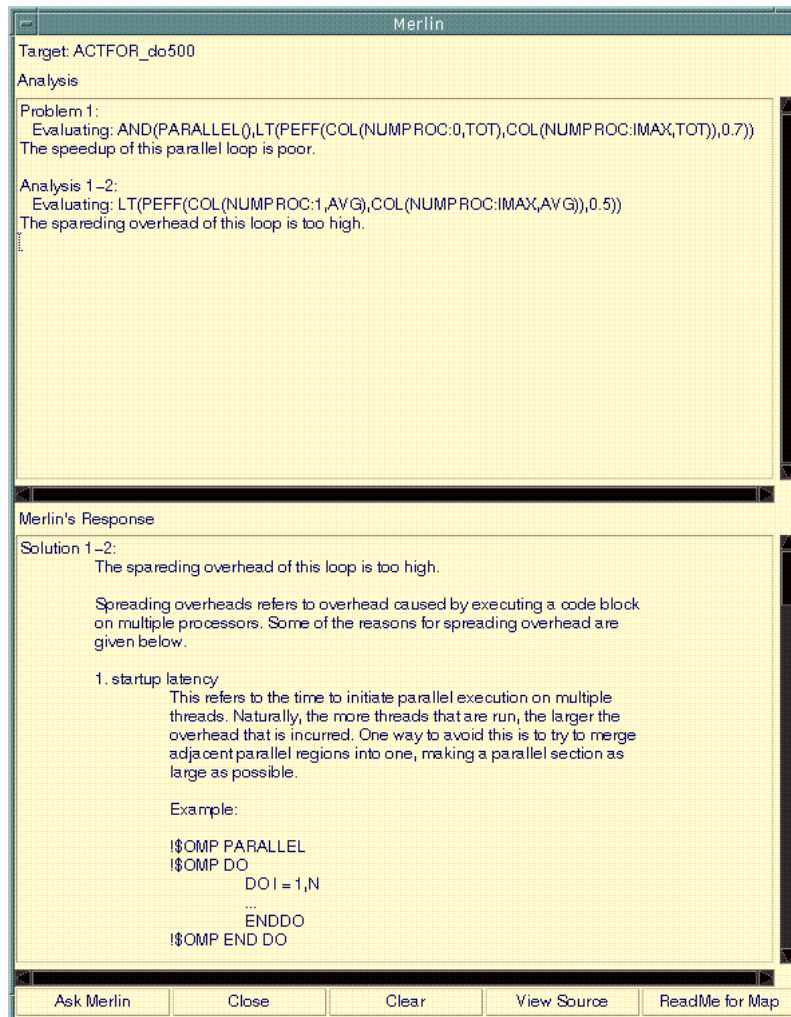 Merlin
Target: ACTFOR_do500
Analysis
Problem 1:
Evaluating: AND(PARALLEL(),LT(PEFF(COL(NUMPROC:0,TOT),COL(NUMPROC:IMAX,TOT)),0.7))
The speedup of this parallel loop is poor.
Analysis 1–2:
Evaluating: LT(PEFF(COL(NUMPROC:1,AVG),COL(NUMPROC:IMAX,AVG)),0.5))
The spareding overhead of this loop is too high.
Merlin's Response
Solution 1–2:
The spareding overhead of this loop is too high.
Spreading overheads refers to overhead caused by executing a code block
on multiple processors. Some of the reasons for spreading overhead are
given below.
1. startup latency
This refers to the time to initiate parallel execution on multiple
threads. Naturally, the more threads that are run, the larger the
overhead that is incurred. One way to avoid this is to try to merge
adjacent parallel regions into one, making a parallel section as
large as possible.
Example:
!$OMP PARALLEL
!$OMP DO
DO I = 1,N
...
ENDDO
!$OMP END DO
Ask Merlin Close Clear View Source ReadMe for Map